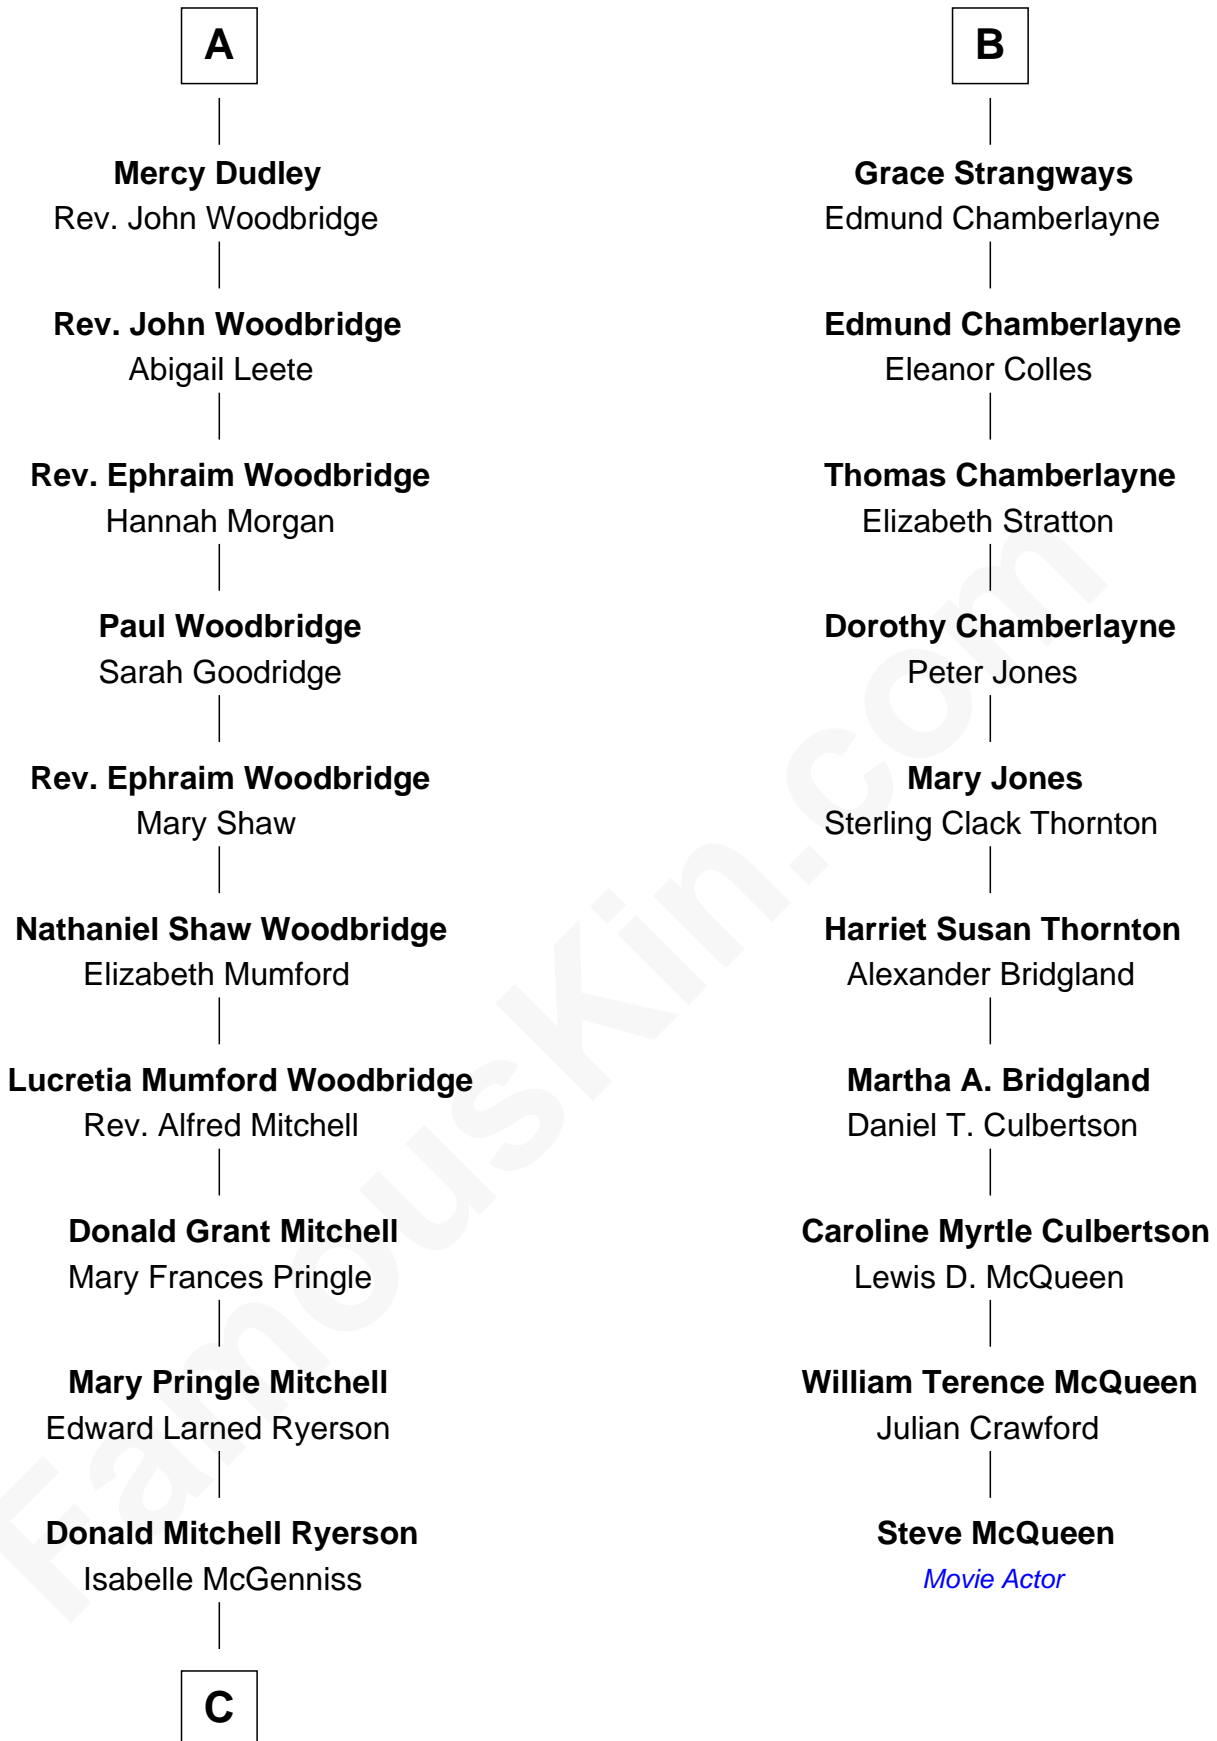 A
Mercy Dudley
Rev. John Woodbridge
Rev. John Woodbridge
Abigail Leete
Rev. Ephraim Woodbridge
Hannah Morgan
Paul Woodbridge
Sarah Goodridge
Rev. Ephraim Woodbridge
Mary Shaw
Nathaniel Shaw Woodbridge
Elizabeth Mumford
Lucretia Mumford Woodbridge
Rev. Alfred Mitchell
Donald Grant Mitchell
Mary Frances Pringle
Mary Pringle Mitchell
Edward Larned Ryerson
Donald Mitchell Ryerson
Isabelle McGenniss
C
B
Grace Strangways
Edmund Chamberlayne
Edmund Chamberlayne
Eleanor Colles
Thomas Chamberlayne
Elizabeth Stratton
Dorothy Chamberlayne
Peter Jones
Mary Jones
Sterling Clack Thornton
Harriet Susan Thornton
Alexander Bridgland
Martha A. Bridgland
Daniel T. Culbertson
Caroline Myrtle Culbertson
Lewis D. McQueen
William Terence McQueen
Julian Crawford
Steve McQueen
Movie Actor
FamousKin.com